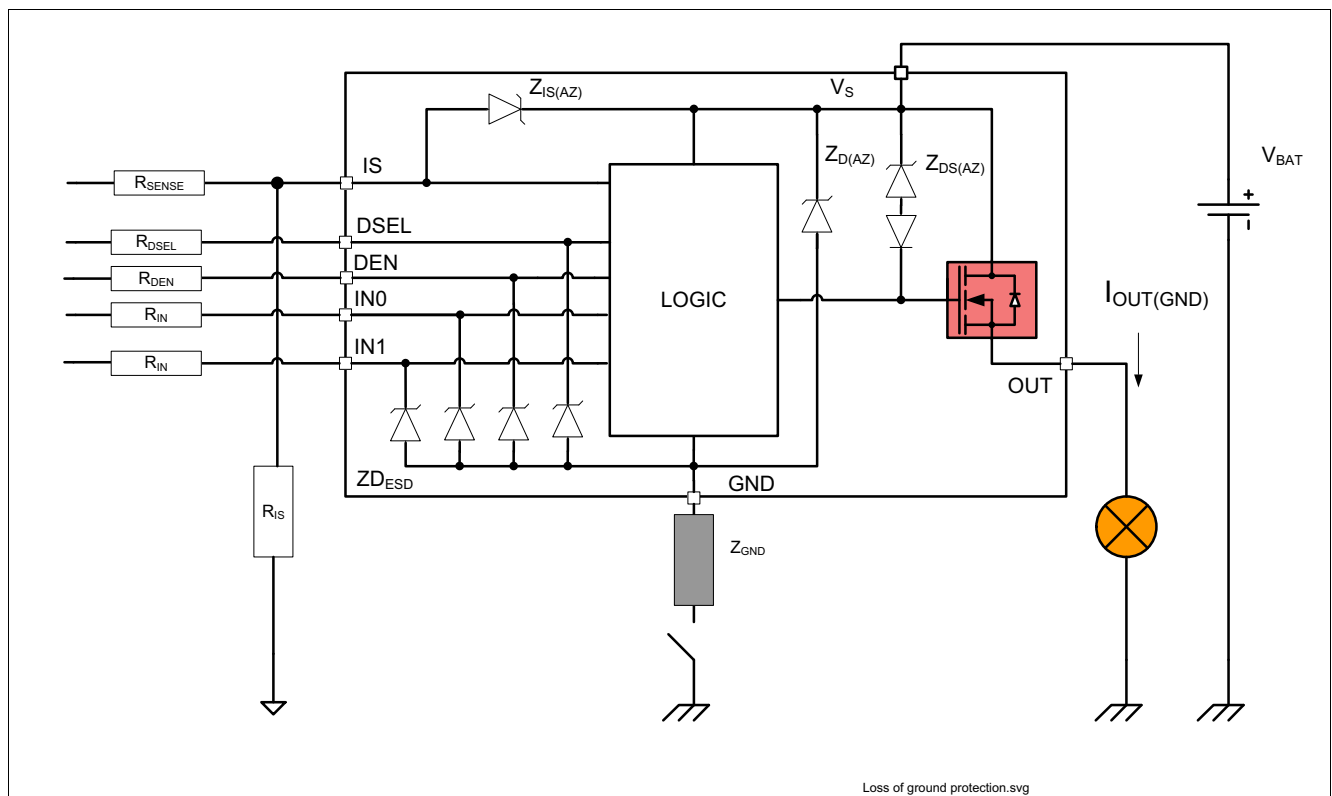 Z_IS(AZ)
V_S
Z_D(AZ)
Z_DS(AZ)
V_BAT
+
-
IS
R_SENSE
DSEL
R_DSEL
DEN
R_DEN
IN0
R_IN
IN1
R_IN
LOGIC
I_OUT(GND)
OUT
ZD_ESD
GND
R_IS
Z_GND
Loss of ground protection.svg